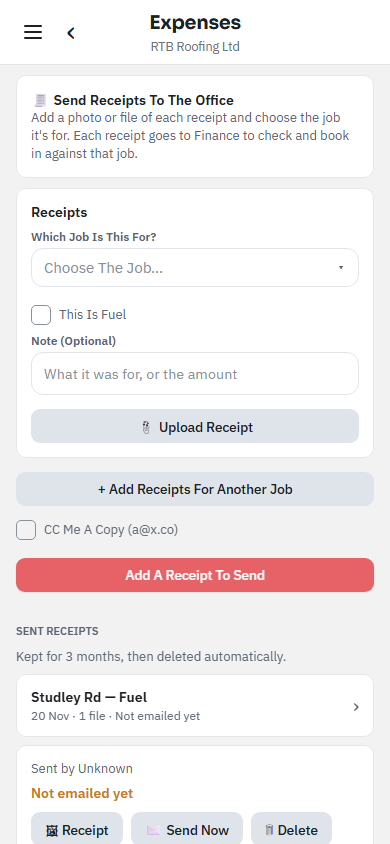 Expenses
RTB Roofing Ltd
Send Receipts To The Office
Add a photo or file of each receipt and choose the job
it's for. Each receipt goes to Finance to check and book
in against that job.
Receipts
Which Job Is This For?
Choose The Job...
This Is Fuel
Note (Optional)
What it was for, or the amount
Upload Receipt
+ Add Receipts For Another Job
CC Me A Copy (a@x.co)
Add A Receipt To Send
SENT RECEIPTS
Kept for 3 months, then deleted automatically.
Studley Rd — Fuel
20 Nov · 1 file · Not emailed yet
Sent by Unknown
Not emailed yet
Receipt
Send Now
Delete